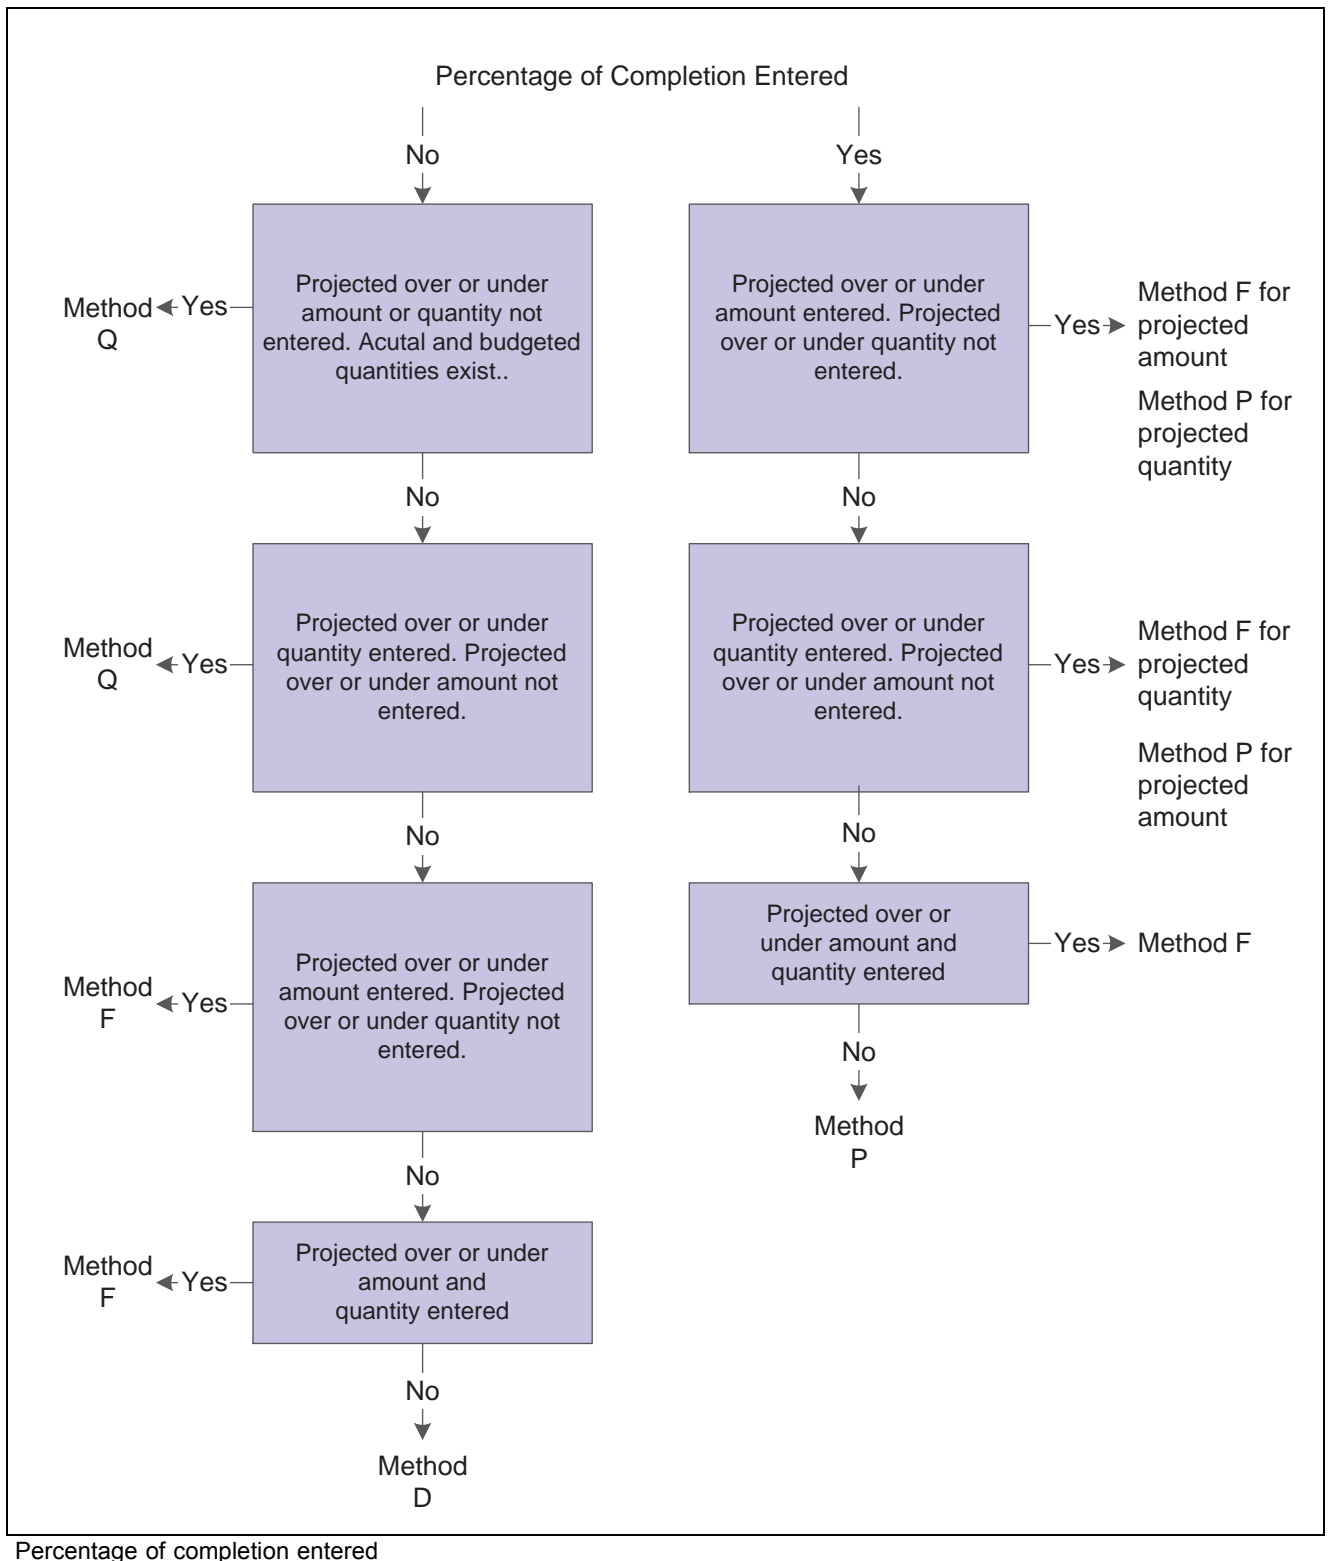 Percentage of Completion Entered
No
Yes
Projected over or under
amount or quantity not
entered. Acutal and budgeted
quantities exist..
Yes
Method
Q
No
Projected over or under
quantity entered. Projected
over or under amount not
entered.
Yes
Method
Q
No
Projected over or under
amount entered. Projected
over or under quantity not
entered.
Yes
Method
F
No
Projected over or under
amount and
quantity entered
Yes
Method
F
No
Method
D
Projected over or under
amount entered. Projected
over or under quantity not
entered.
Yes
Method F for
projected
amount
Method P for
projected
quantity
No
Projected over or under
quantity entered. Projected
over or under amount not
entered.
Yes
Method F for
projected
quantity
Method P for
projected
amount
No
Projected over or
under amount and
quantity entered
Yes
Method F
No
Method
P
Percentage of completion entered